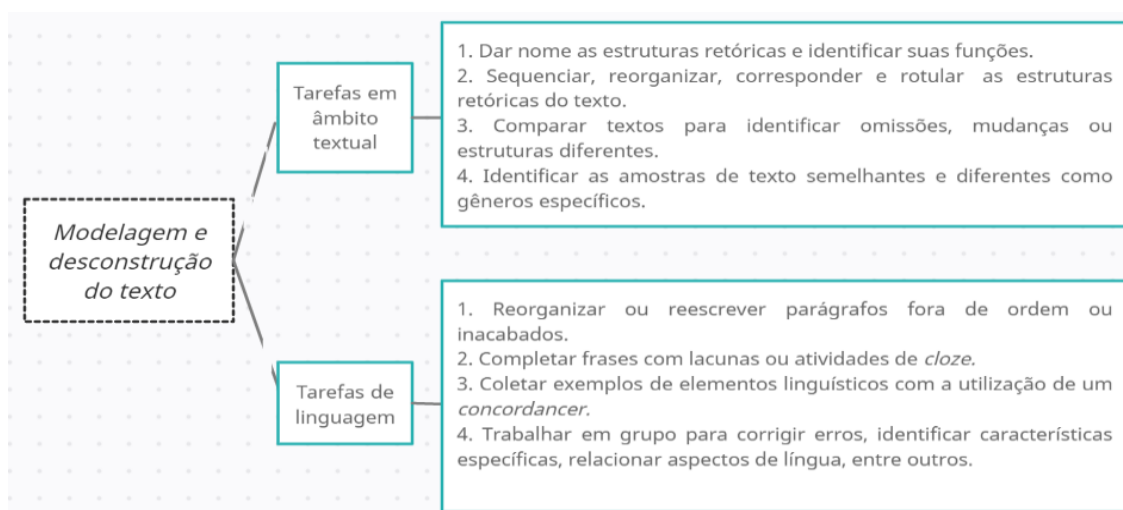 Modelagem e
desconstrução
do texto
Tarefas em
âmbito
textual
1. Dar nome as estruturas retóricas e identificar suas funções.
2. Sequenciar, reorganizar, corresponder e rotular as estruturas
retóricas do texto.
3. Comparar textos para identificar omissões, mudanças ou
estruturas diferentes.
4. Identificar as amostras de texto semelhantes e diferentes como
gêneros específicos.
Tarefas de
linguagem
1. Reorganizar ou reescrever parágrafos fora de ordem ou
inacabados.
2. Completar frases com lacunas ou atividades de cloze.
3. Coletar exemplos de elementos linguísticos com a utilização de um
concordancer.
4. Trabalhar em grupo para corrigir erros, identificar características
específicas, relacionar aspectos de língua, entre outros.